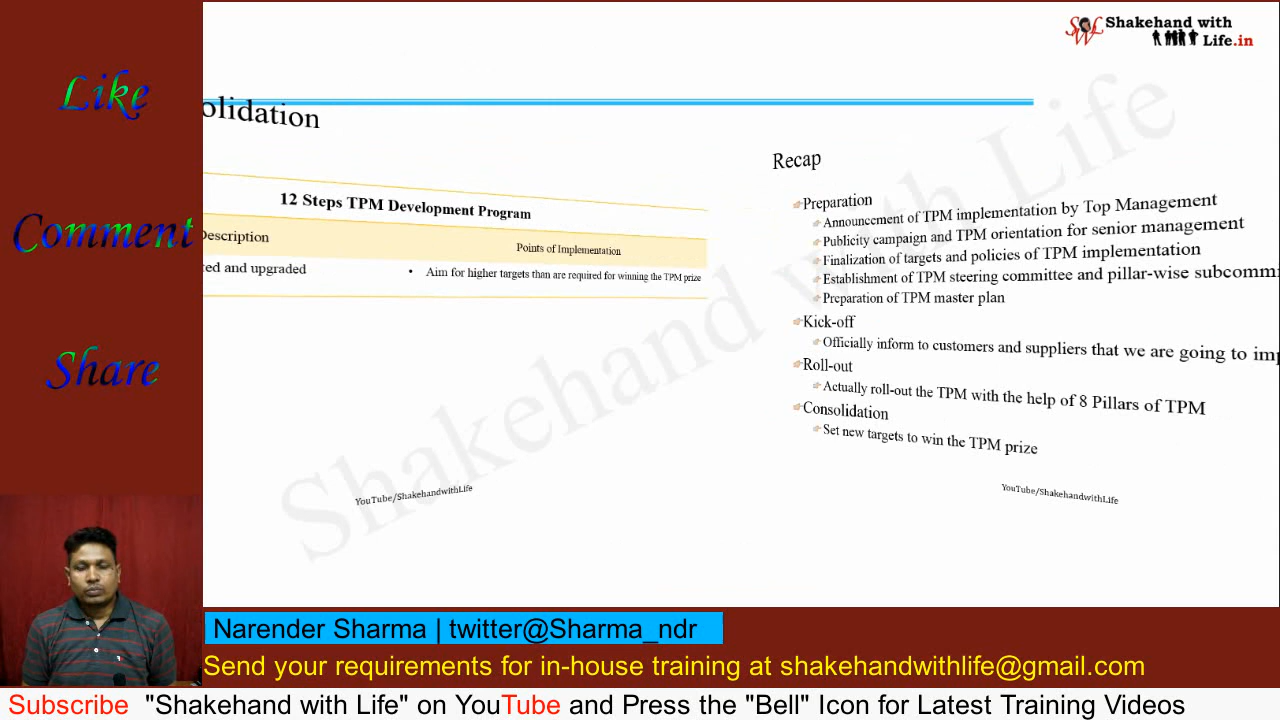 Shakehand with
Life.in
Like
Comment
Share
olidation
12 Steps TPM Development Program
Description
Points of Implementation
ted and upgraded
• Aim for higher targets than are required for winning the TPM prize
YouTube/ShakehandwithLife
Recap
Preparation
Announcement of TPM implementation by Top Management
Publicity campaign and TPM orientation for senior management
Finalization of targets and policies of TPM implementation
Establishment of TPM steering committee and pillar-wise subcommi
Preparation of TPM master plan
Kick-off
Officially inform to customers and suppliers that we are going to imp
Roll-out
Actually roll-out the TPM with the help of 8 Pillars of TPM
Consolidation
Set new targets to win the TPM prize
YouTube/ShakehandwithLife
Shakehand with Life
Narender Sharma | twitter@Sharma_ndr
Send your requirements for in-house training at shakehandwithlife@gmail.com
Subscribe "Shakehand with Life" on YouTube and Press the "Bell" Icon for Latest Training Videos